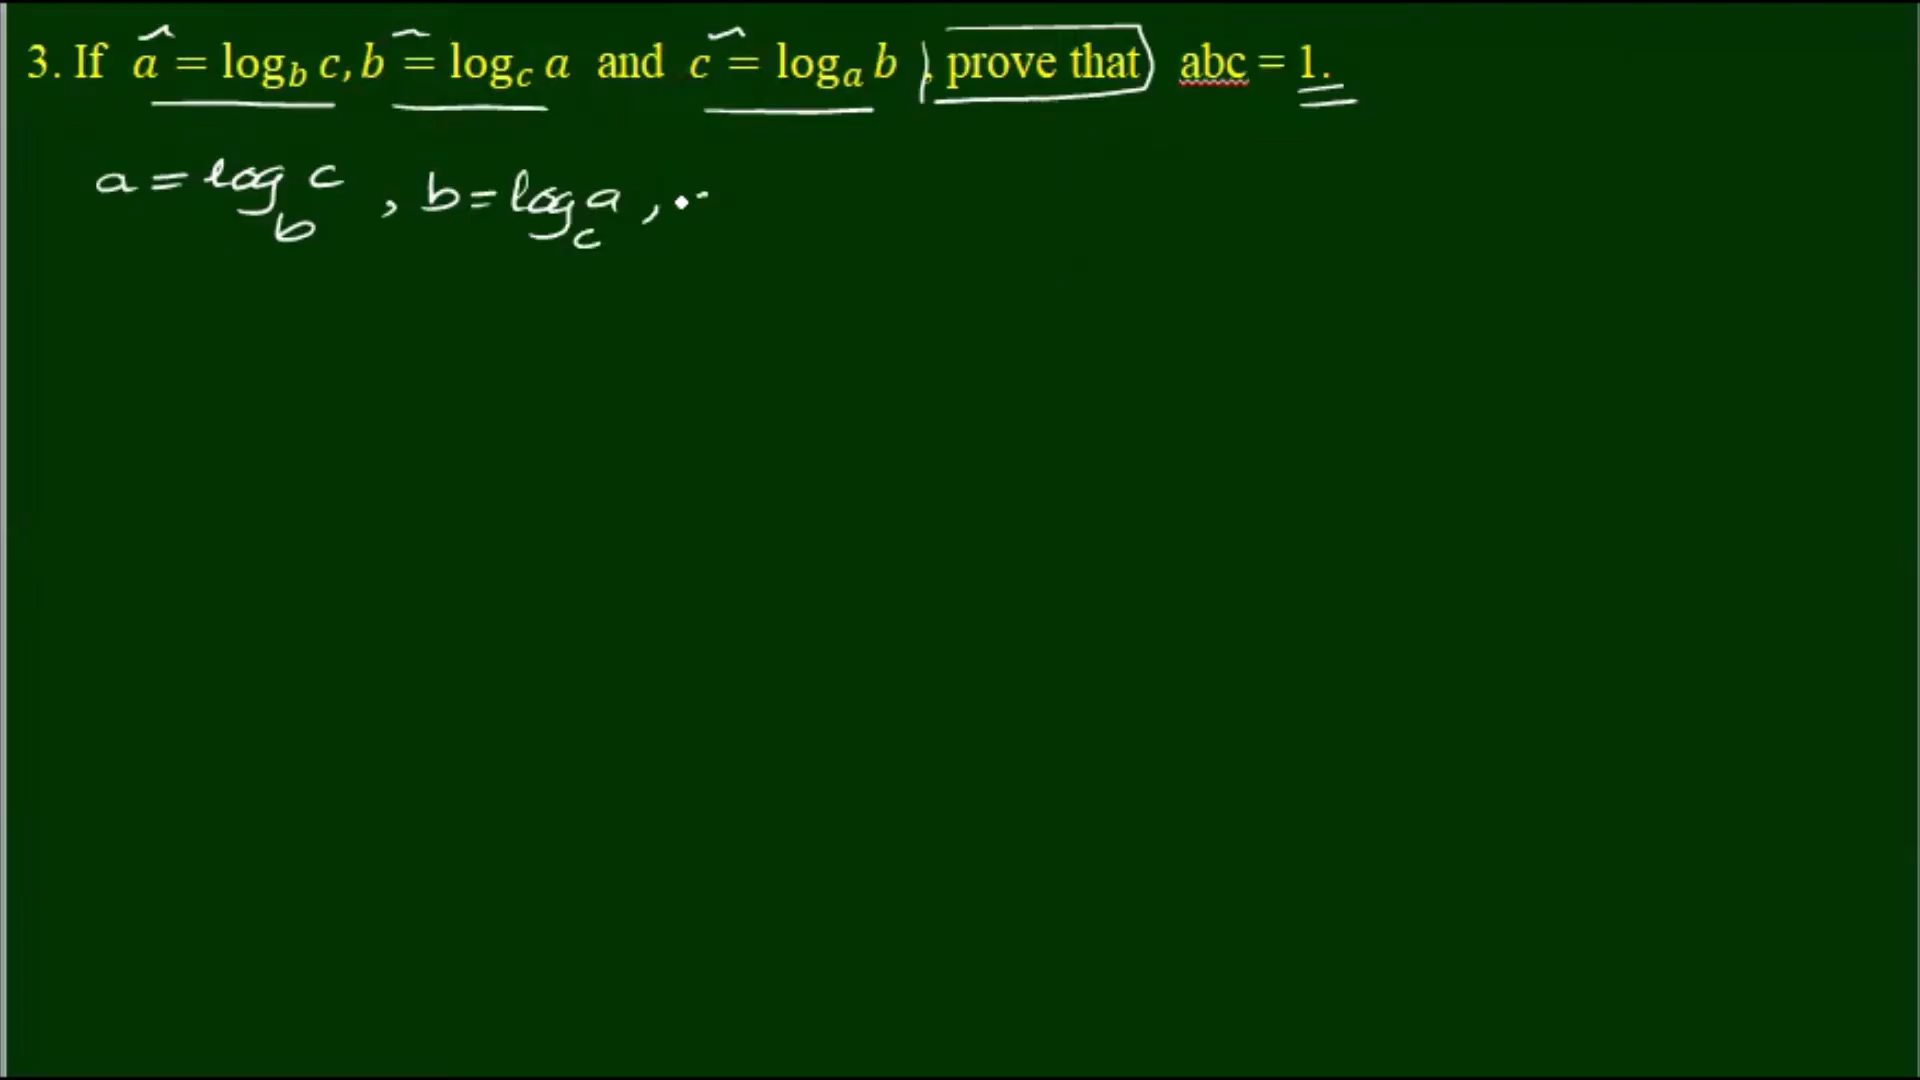 3. If a = log_b c, b = log_c a and c = log_a b , prove that abc = 1.
a = log_b c , b = log_c a ,